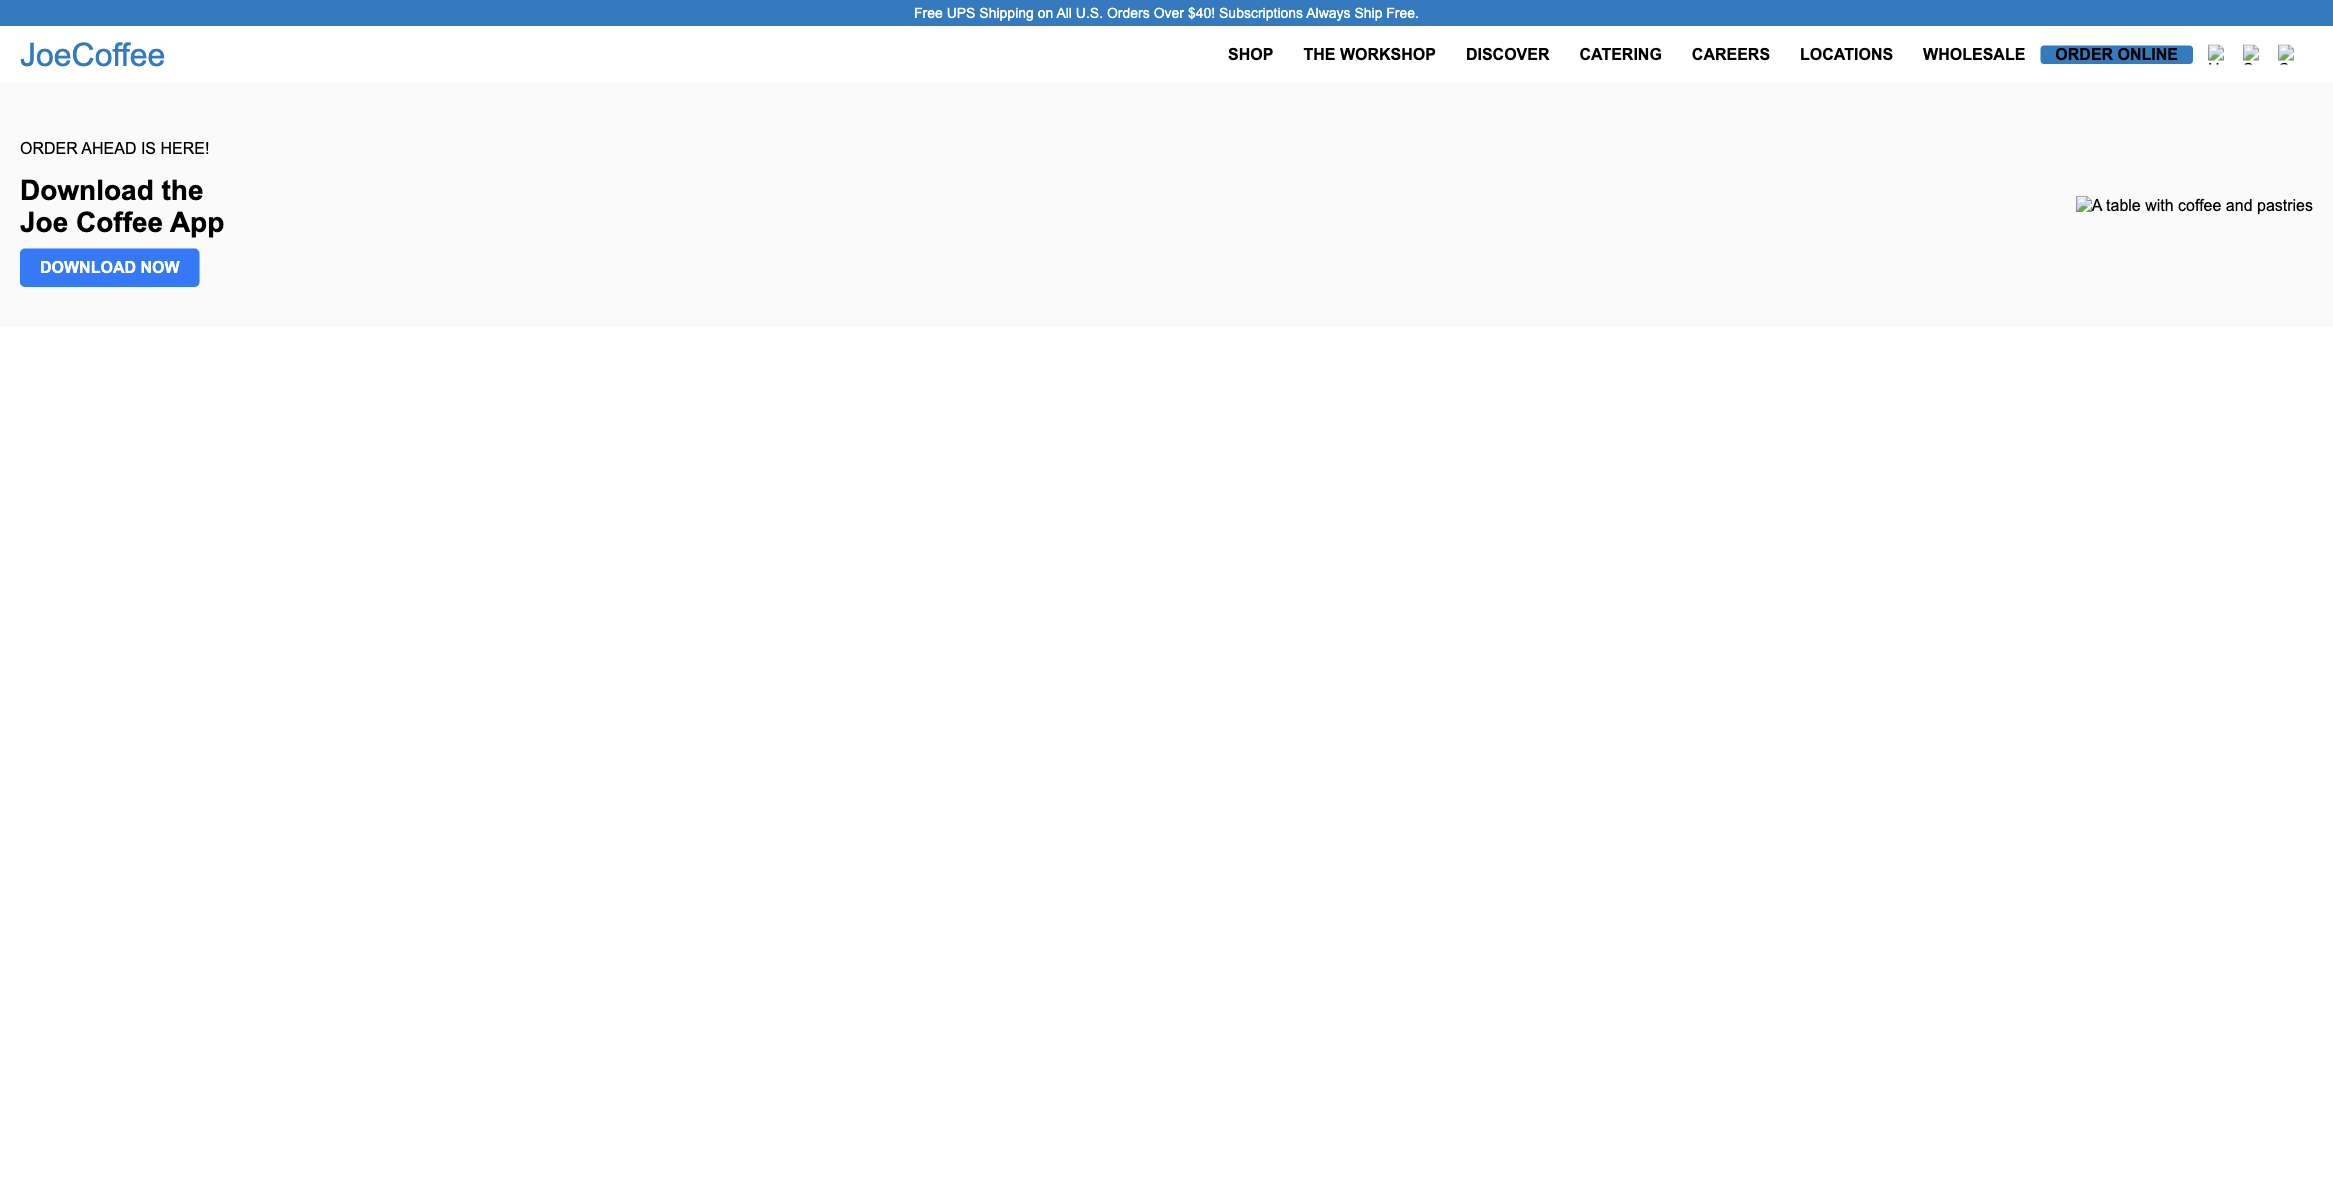 Free UPS Shipping on All U.S. Orders Over $40! Subscriptions Always Ship Free.
JoeCoffee
SHOP THE WORKSHOP DISCOVER CATERING CAREERS LOCATIONS WHOLESALE ORDER ONLINE
ORDER AHEAD IS HERE!
Download the
Joe Coffee App
A table with coffee and pastries
DOWNLOAD NOW